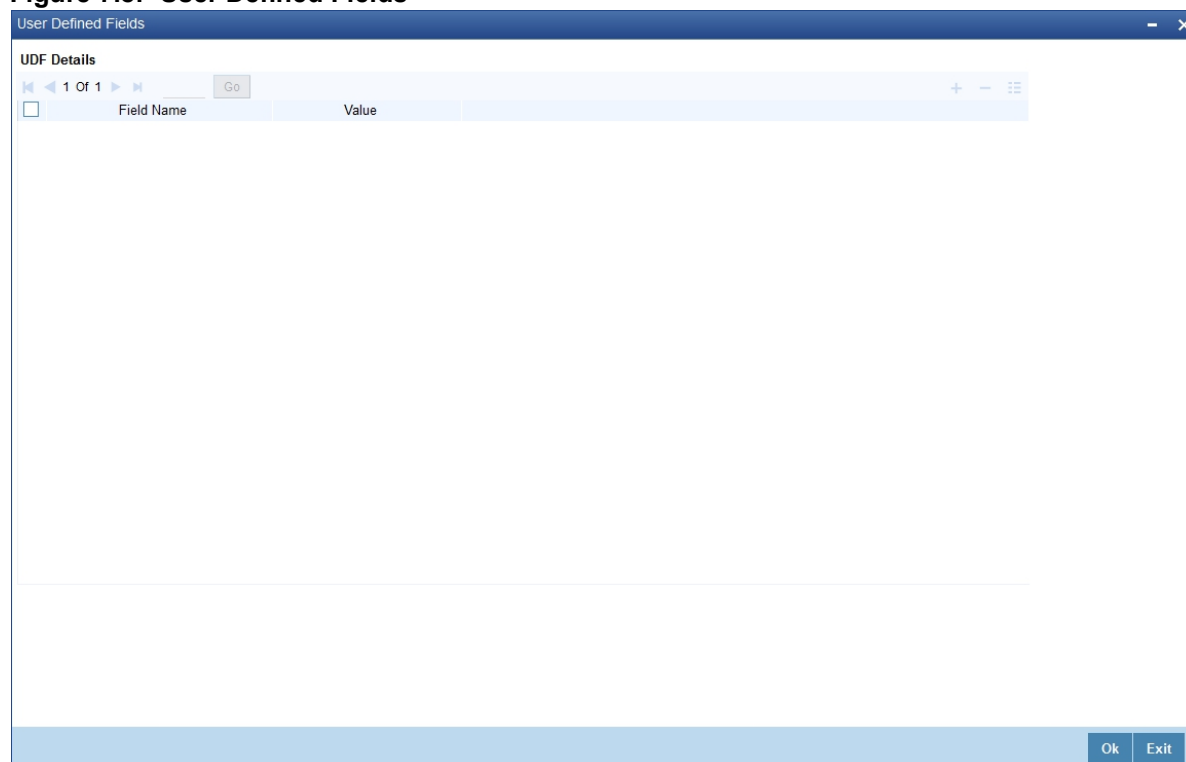 User Defined Fields
UDF Details
1 Of 1 Go
Field Name Value
Ok Exit